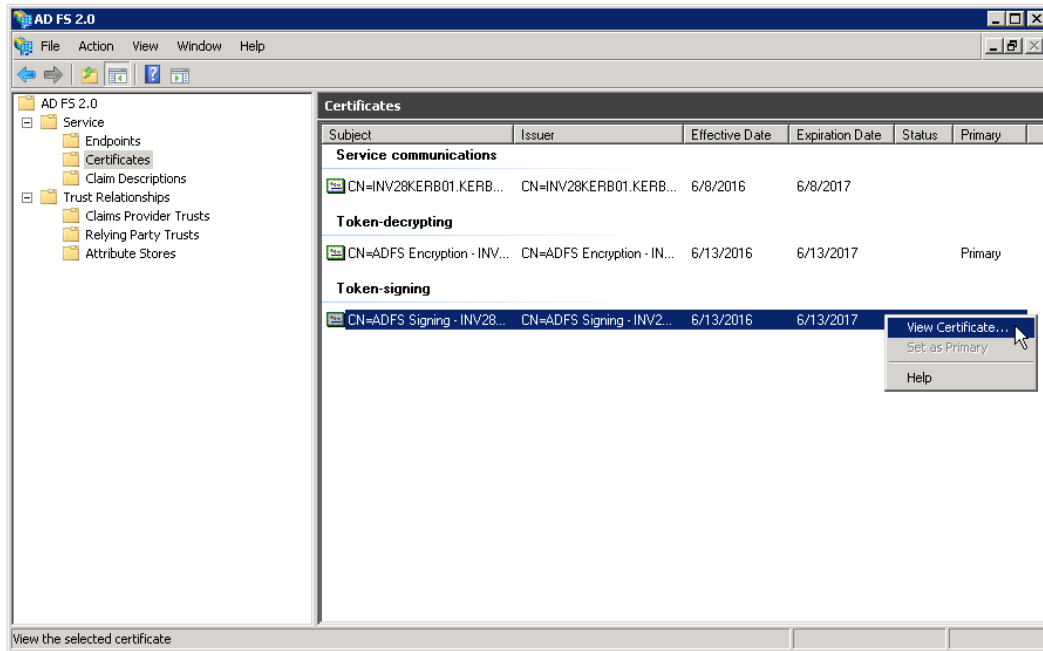 AD FS 2.0
File Action View Window Help
AD FS 2.0
Service
Endpoints
Certificates
Claim Descriptions
Trust Relationships
Claims Provider Trusts
Relying Party Trusts
Attribute Stores
Certificates
Subject Issuer Effective Date Expiration Date Status Primary
Service communications
CN=INV28KERB01.KERB... CN=INV28KERB01.KERB... 6/8/2016 6/8/2017
Token-decrypting
CN=ADFS Encryption - INV... CN=ADFS Encryption - IN... 6/13/2016 6/13/2017 Primary
Token-signing
CN=ADFS Signing - INV28... CN=ADFS Signing - INV2... 6/13/2016 6/13/2017
View Certificate...
Set as Primary
Help
View the selected certificate